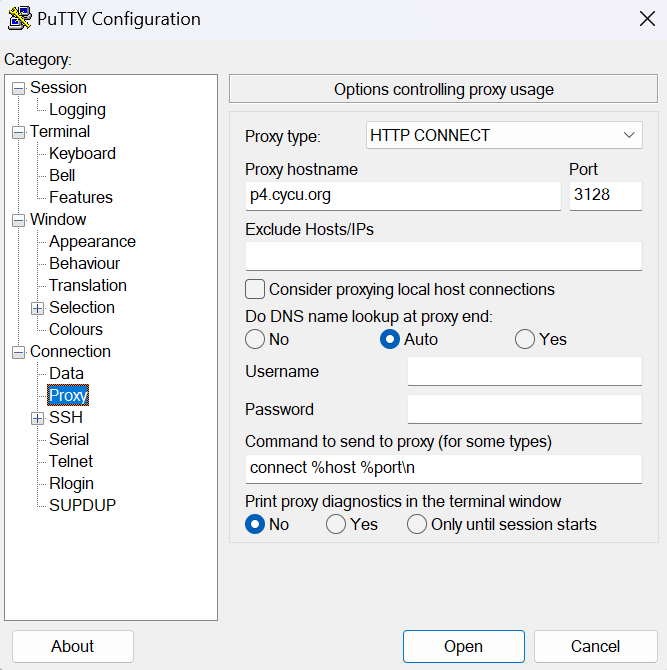 PuTTY Configuration
Category:
Session
Logging
Terminal
Keyboard
Bell
Features
Window
Appearance
Behaviour
Translation
Selection
Colours
Connection
Data
Proxy
SSH
Serial
Telnet
Rlogin
SUPDUP
Options controlling proxy usage
Proxy type: HTTP CONNECT
Proxy hostname Port
p4.cycu.org 3128
Exclude Hosts/IPs
Consider proxying local host connections
Do DNS name lookup at proxy end:
No Auto Yes
Username
Password
Command to send to proxy (for some types)
connect %host %port\n
Print proxy diagnostics in the terminal window
No Yes Only until session starts
About Open Cancel